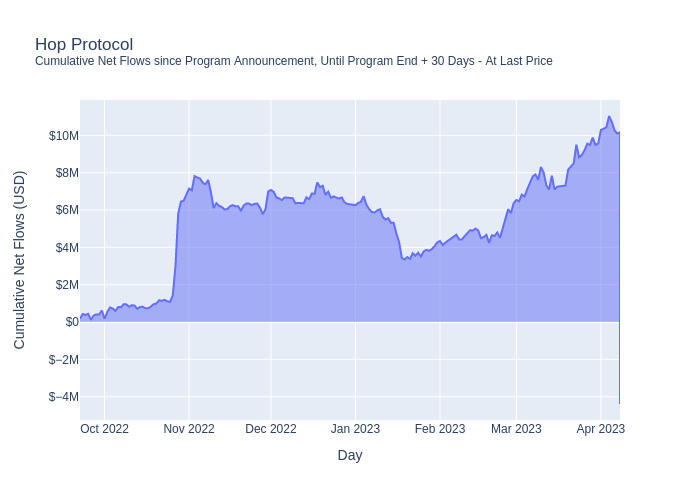 Hop Protocol
Cumulative Net Flows since Program Announcement, Until Program End + 30 Days - At Last Price
Cumulative Net Flows (USD)
$10M
$8M
$6M
$4M
$2M
$0
$−2M
$−4M
Oct 2022
Nov 2022
Dec 2022
Jan 2023
Feb 2023
Mar 2023
Apr 2023
Day